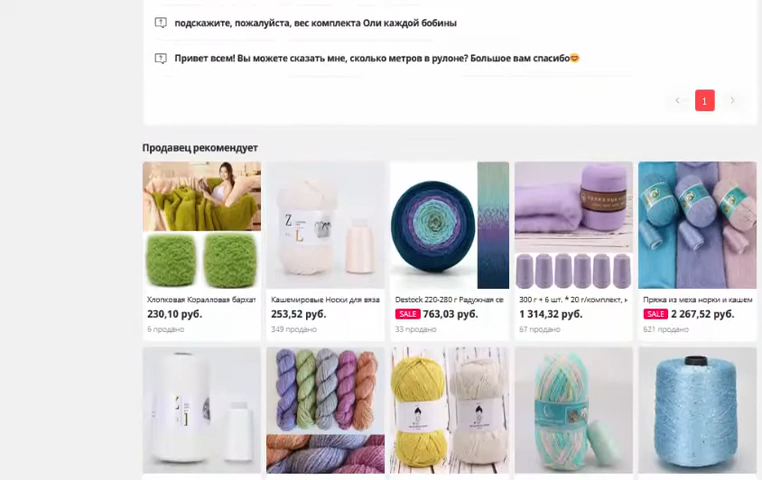 подскажите, пожалуйста, вес комплекта Оли каждой бобины
Привет всем! Вы можете сказать мне, сколько метров в рулоне? Большое вам спасибо😍
1
Продавец рекомендует
Хлопковая Коралловая бархат
230,10 руб.
6 продано
Кашемировые Носки для вяза
253,52 руб.
349 продано
Destock 220-280 г Радужная се
SALE 763,03 руб.
33 продано
300 г + 6 шт. * 20 г/комплект, н
1 314,32 руб.
67 продано
Пряжа из меха норки и кашем
SALE 2 267,52 руб.
621 продано